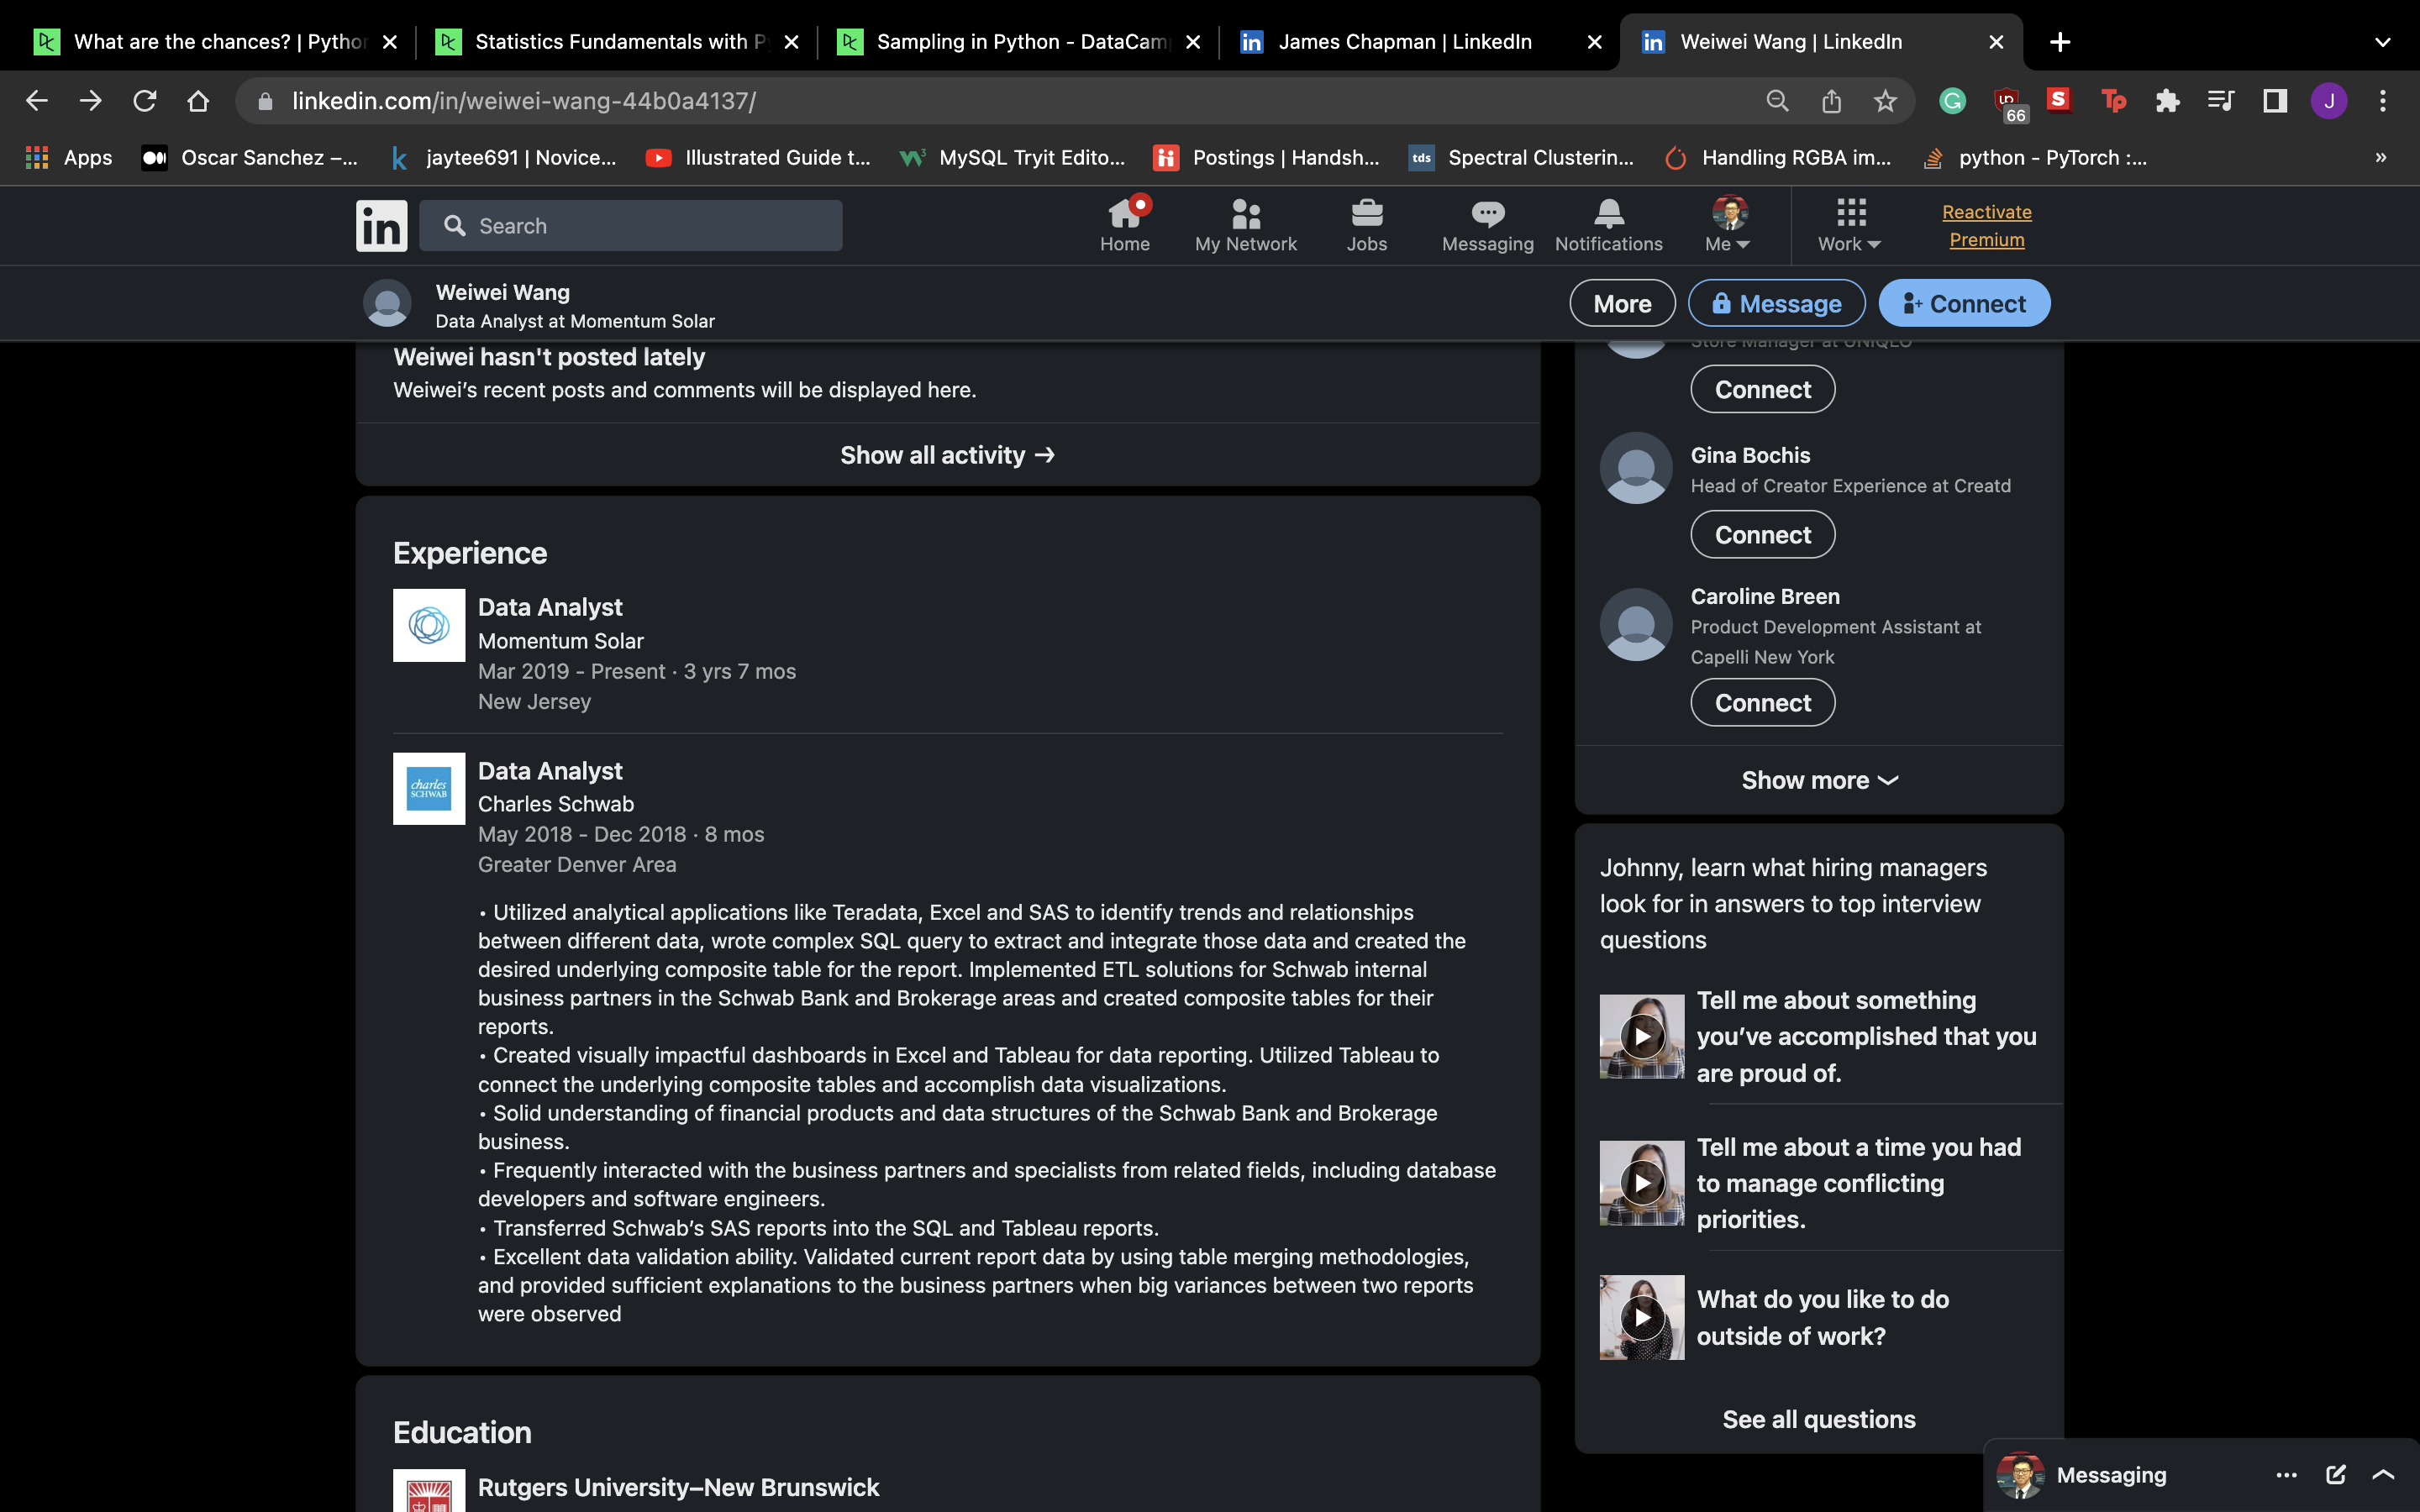 What are the chances? | Pytho
Statistics Fundamentals with P
Sampling in Python - DataCam
James Chapman | LinkedIn
Weiwei Wang | LinkedIn
linkedin.com/in/weiwei-wang-44b0a4137/
66
J
Apps
Oscar Sanchez –...
jaytee691 | Novice...
Illustrated Guide t...
MySQL Tryit Edito...
Postings | Handsh...
tds
Spectral Clusterin...
Handling RGBA im...
python - PyTorch :...
»
in
Search
Home
My Network
Jobs
Messaging
Notifications
Me
Work
Reactivate
Premium
Weiwei Wang
Data Analyst at Momentum Solar
More
Message
Connect
Weiwei hasn't posted lately
Weiwei’s recent posts and comments will be displayed here.
Show all activity →
Experience
Data Analyst
Momentum Solar
Mar 2019 - Present · 3 yrs 7 mos
New Jersey
charles
SCHWAB
Data Analyst
Charles Schwab
May 2018 - Dec 2018 · 8 mos
Greater Denver Area
• Utilized analytical applications like Teradata, Excel and SAS to identify trends and relationships
between different data, wrote complex SQL query to extract and integrate those data and created the
desired underlying composite table for the report. Implemented ETL solutions for Schwab internal
business partners in the Schwab Bank and Brokerage areas and created composite tables for their
reports.
• Created visually impactful dashboards in Excel and Tableau for data reporting. Utilized Tableau to
connect the underlying composite tables and accomplish data visualizations.
• Solid understanding of financial products and data structures of the Schwab Bank and Brokerage
business.
• Frequently interacted with the business partners and specialists from related fields, including database
developers and software engineers.
• Transferred Schwab’s SAS reports into the SQL and Tableau reports.
• Excellent data validation ability. Validated current report data by using table merging methodologies,
and provided sufficient explanations to the business partners when big variances between two reports
were observed
Education
Rutgers University–New Brunswick
Store Manager at UNIQLO
Connect
Gina Bochis
Head of Creator Experience at Creatd
Connect
Caroline Breen
Product Development Assistant at
Capelli New York
Connect
Show more
Johnny, learn what hiring managers
look for in answers to top interview
questions
Tell me about something
you’ve accomplished that you
are proud of.
Tell me about a time you had
to manage conflicting
priorities.
What do you like to do
outside of work?
See all questions
Messaging